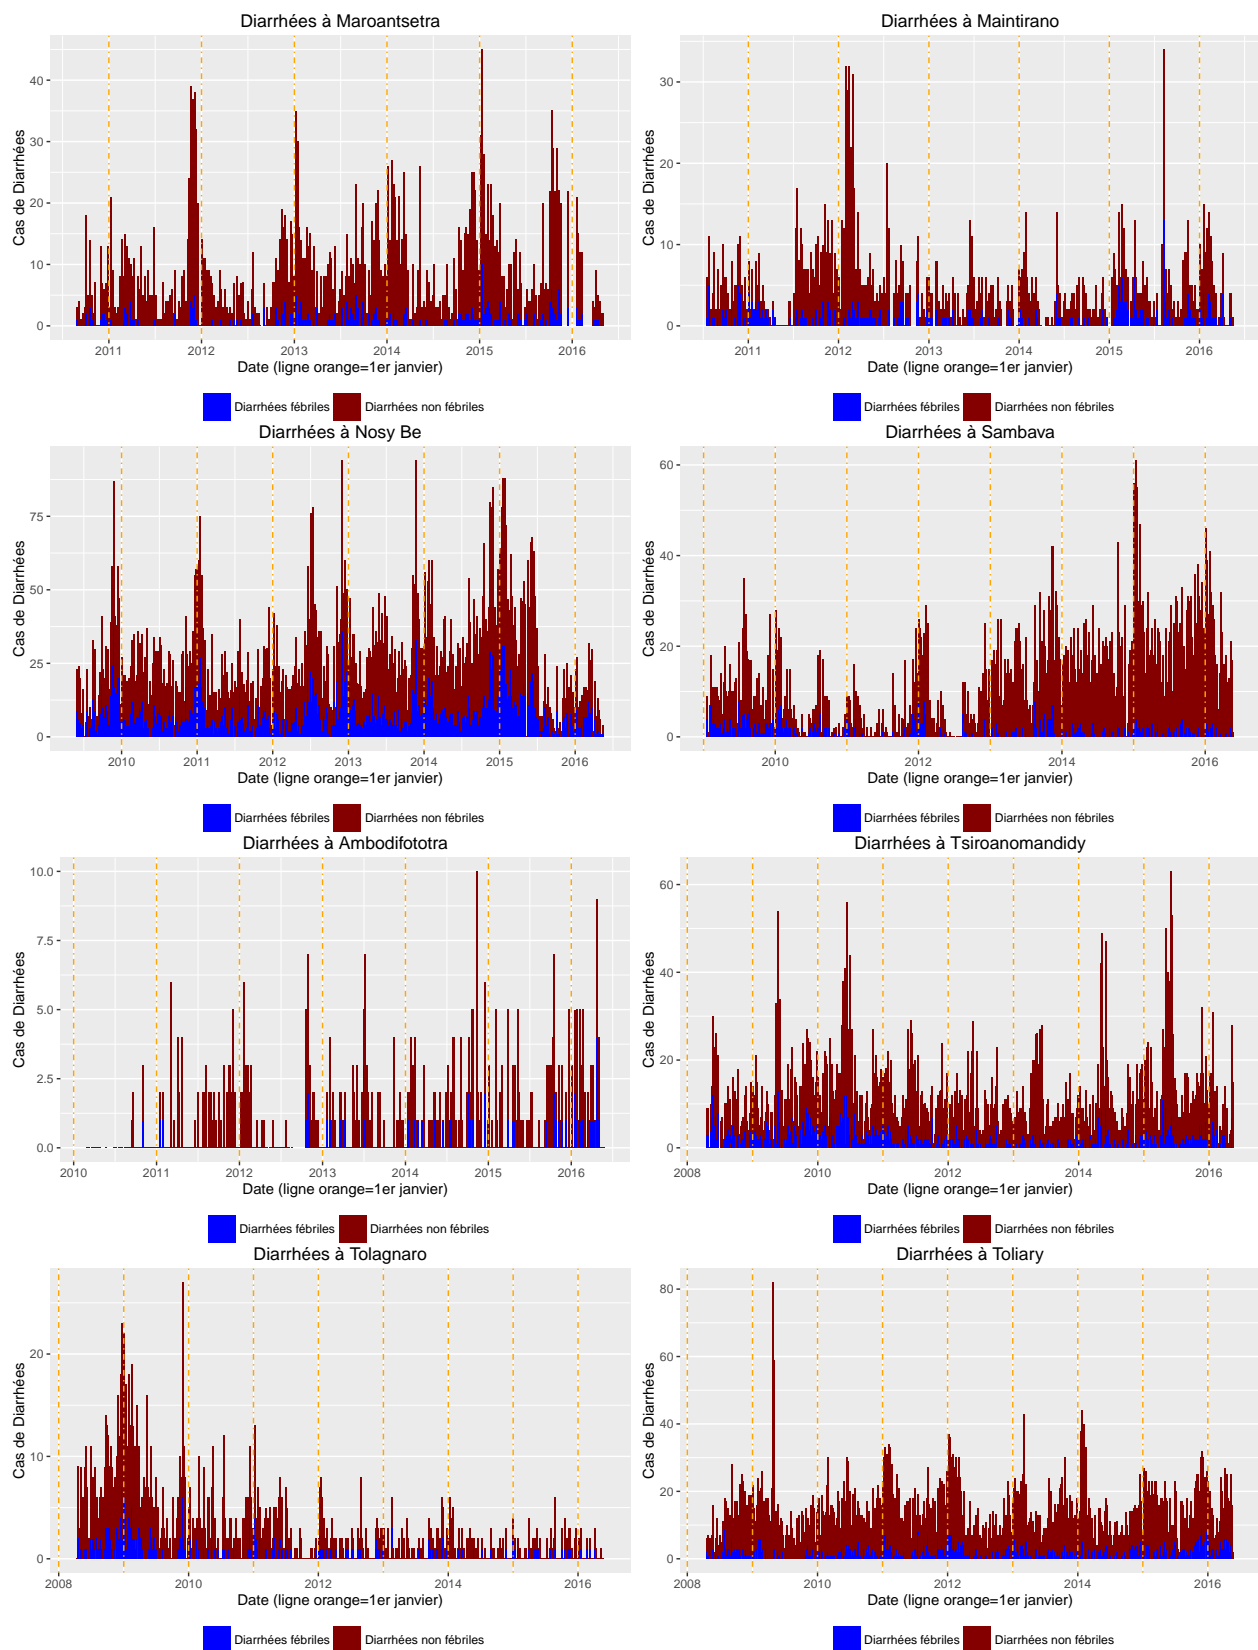 Diarrhées à Maroantsetra
Cas de Diarrhées
40
30
20
10
0
2011 2012 2013 2014 2015 2016
Date (ligne orange=1er janvier)
Diarrhées fébriles Diarrhées non fébriles
Diarrhées à Maintirano
Cas de Diarrhées
30
20
10
0
2011 2012 2013 2014 2015 2016
Date (ligne orange=1er janvier)
Diarrhées fébriles Diarrhées non fébriles
Diarrhées à Nosy Be
Cas de Diarrhées
75
50
25
0
2010 2011 2012 2013 2014 2015 2016
Date (ligne orange=1er janvier)
Diarrhées fébriles Diarrhées non fébriles
Diarrhées à Sambava
Cas de Diarrhées
60
40
20
0
2010 2011 2012 2013 2014 2015 2016
Date (ligne orange=1er janvier)
Diarrhées fébriles Diarrhées non fébriles
Diarrhées à Ambodifototra
Cas de Diarrhées
10.0
7.5
5.0
2.5
0.0
2010 2011 2012 2013 2014 2015 2016
Date (ligne orange=1er janvier)
Diarrhées fébriles Diarrhées non fébriles
Diarrhées à Tsiroanomandidy
Cas de Diarrhées
60
40
20
0
2008 2010 2012 2014 2016
Date (ligne orange=1er janvier)
Diarrhées fébriles Diarrhées non fébriles
Diarrhées à Tolagnaro
Cas de Diarrhées
20
10
0
2008 2010 2012 2014 2016
Date (ligne orange=1er janvier)
Diarrhées fébriles Diarrhées non fébriles
Diarrhées à Toliary
Cas de Diarrhées
80
60
40
20
0
2008 2010 2012 2014 2016
Date (ligne orange=1er janvier)
Diarrhées fébriles Diarrhées non fébriles